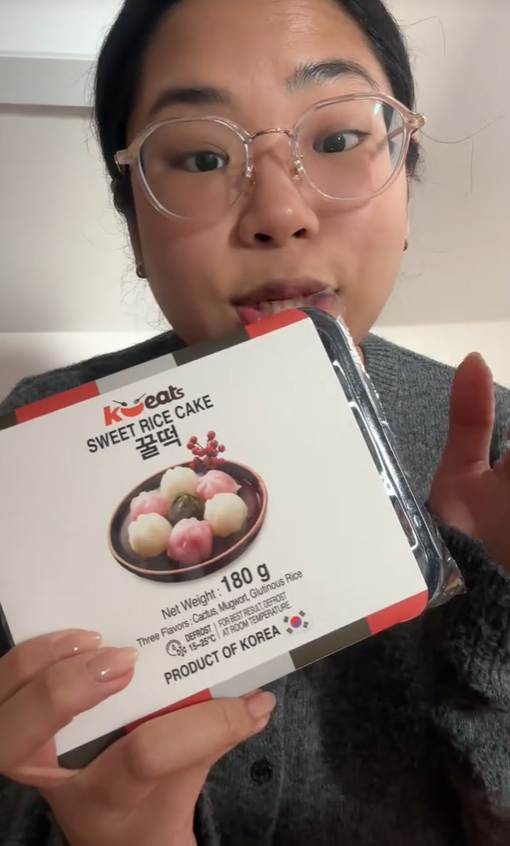 k eats
SWEET RICE CAKE
꿀떡
Net Weight : 180 g
Three Flavors : Cactus, Mugwort, Glutinous Rice
DEFROST
15~25°C
FOR BEST RESULT, DEFROST
AT ROOM TEMPERATURE.
PRODUCT OF KOREA